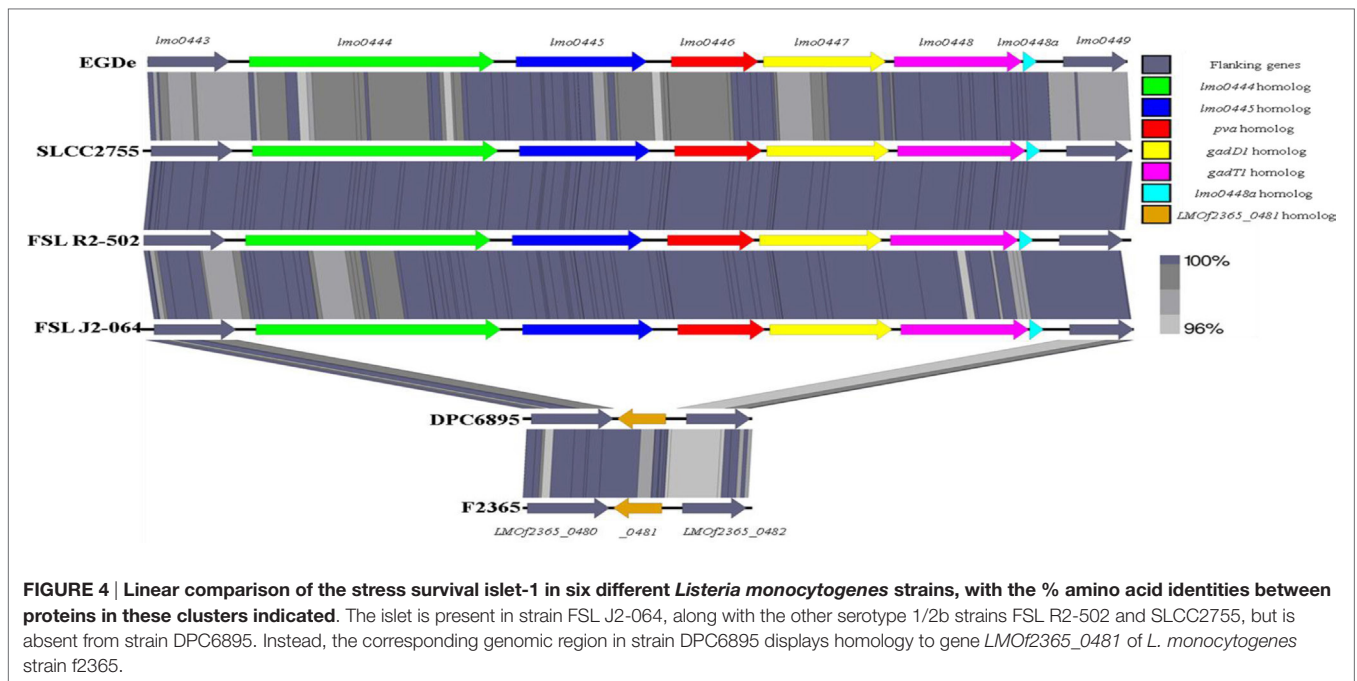 lmo0443 lmo0444 lmo0445 lmo0446 lmo0447 lmo0448 lmo0448a lmo0449
EGDe
SLCC2755
FSL R2-502
FSL J2-064
DPC6895
F2365
LMOf2365_0480 _0481 LMOf2365_0482
Flanking genes
lmo0444 homolog
lmo0445 homolog
pva homolog
gadD1 homolog
gadT1 homolog
lmo0448a homolog
LMOf2365_0481 homolog
100%
96%
FIGURE 4 | Linear comparison of the stress survival islet-1 in six different Listeria monocytogenes strains, with the % amino acid identities between
proteins in these clusters indicated. The islet is present in strain FSL J2-064, along with the other serotype 1/2b strains FSL R2-502 and SLCC2755, but is
absent from strain DPC6895. Instead, the corresponding genomic region in strain DPC6895 displays homology to gene LMOf2365_0481 of L. monocytogenes
strain f2365.